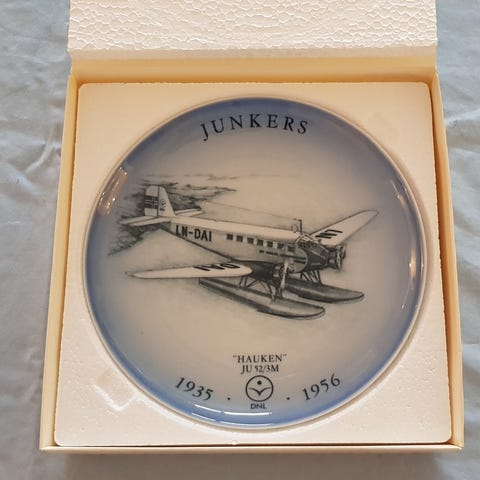 JUNKERS
LN-DAI
"HAUKEN"
JU 52/3M
1935 · · 1956
DNL